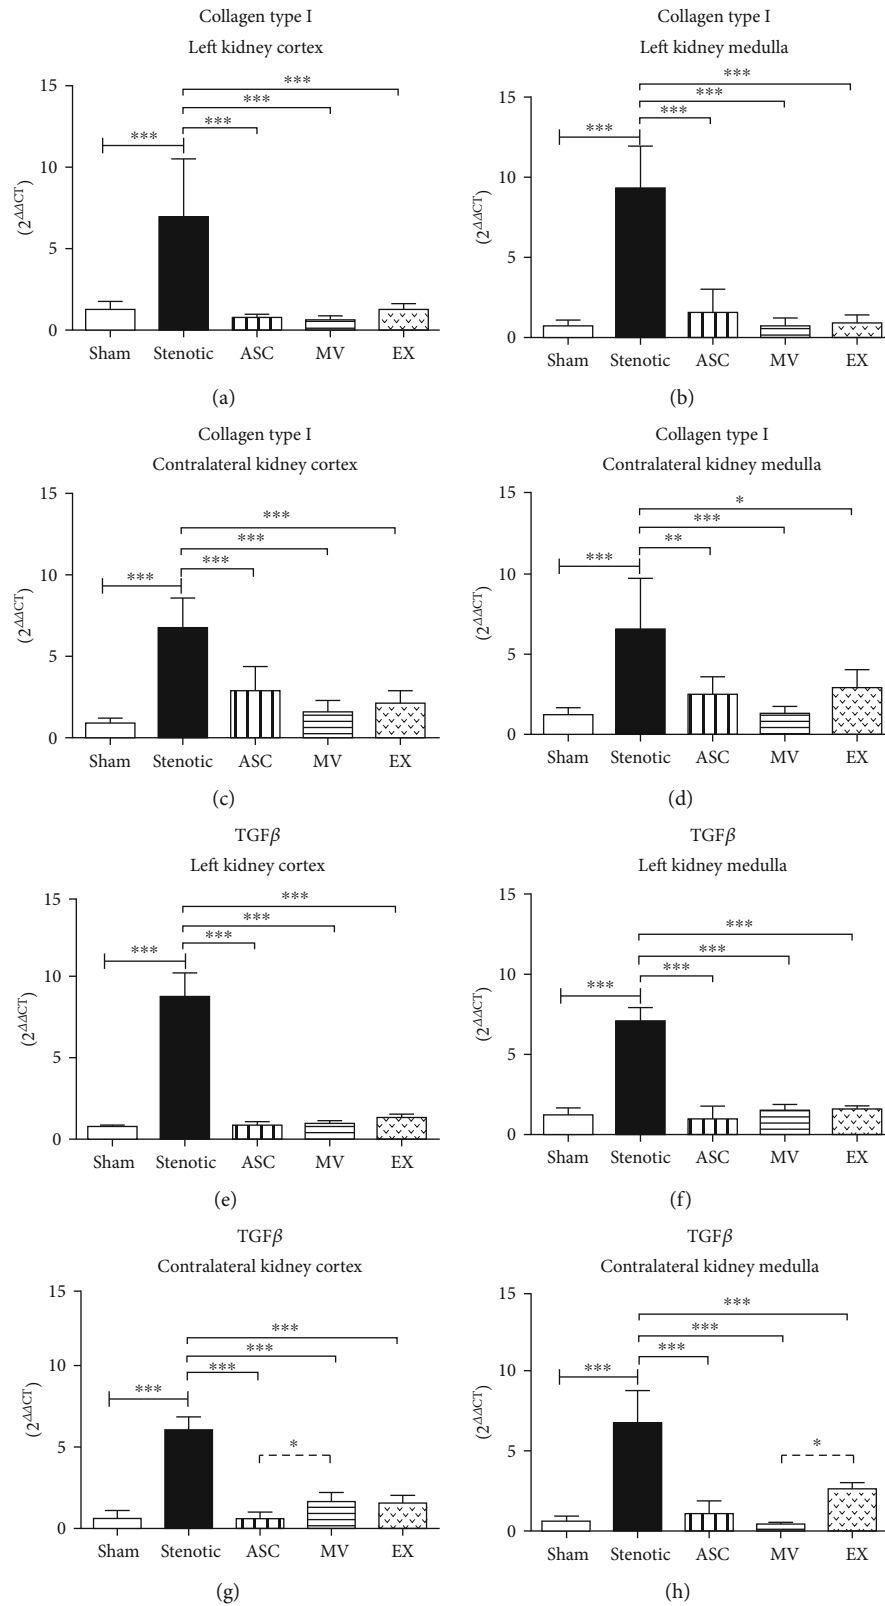 Collagen type I
Left kidney cortex
15
10
5
0
(2^ΔΔCT)
***
***
***
***
Sham Stenotic ASC MV EX
(a)
Collagen type I
Left kidney medulla
15
10
5
0
(2^ΔΔCT)
***
***
***
***
Sham Stenotic ASC MV EX
(b)
Collagen type I
Contralateral kidney cortex
15
10
5
0
(2^ΔΔCT)
***
***
***
***
Sham Stenotic ASC MV EX
(c)
Collagen type I
Contralateral kidney medulla
15
10
5
0
(2^ΔΔCT)
*
***
**
***
Sham Stenotic ASC MV EX
(d)
TGFβ
Left kidney cortex
15
10
5
0
(2^ΔΔCT)
***
***
***
***
Sham Stenotic ASC MV EX
(e)
TGFβ
Left kidney medulla
15
10
5
0
(2^ΔΔCT)
***
***
***
***
Sham Stenotic ASC MV EX
(f)
TGFβ
Contralateral kidney cortex
15
10
5
0
(2^ΔΔCT)
***
***
***
***
*
Sham Stenotic ASC MV EX
(g)
TGFβ
Contralateral kidney medulla
15
10
5
0
(2^ΔΔCT)
***
***
***
***
*
Sham Stenotic ASC MV EX
(h)